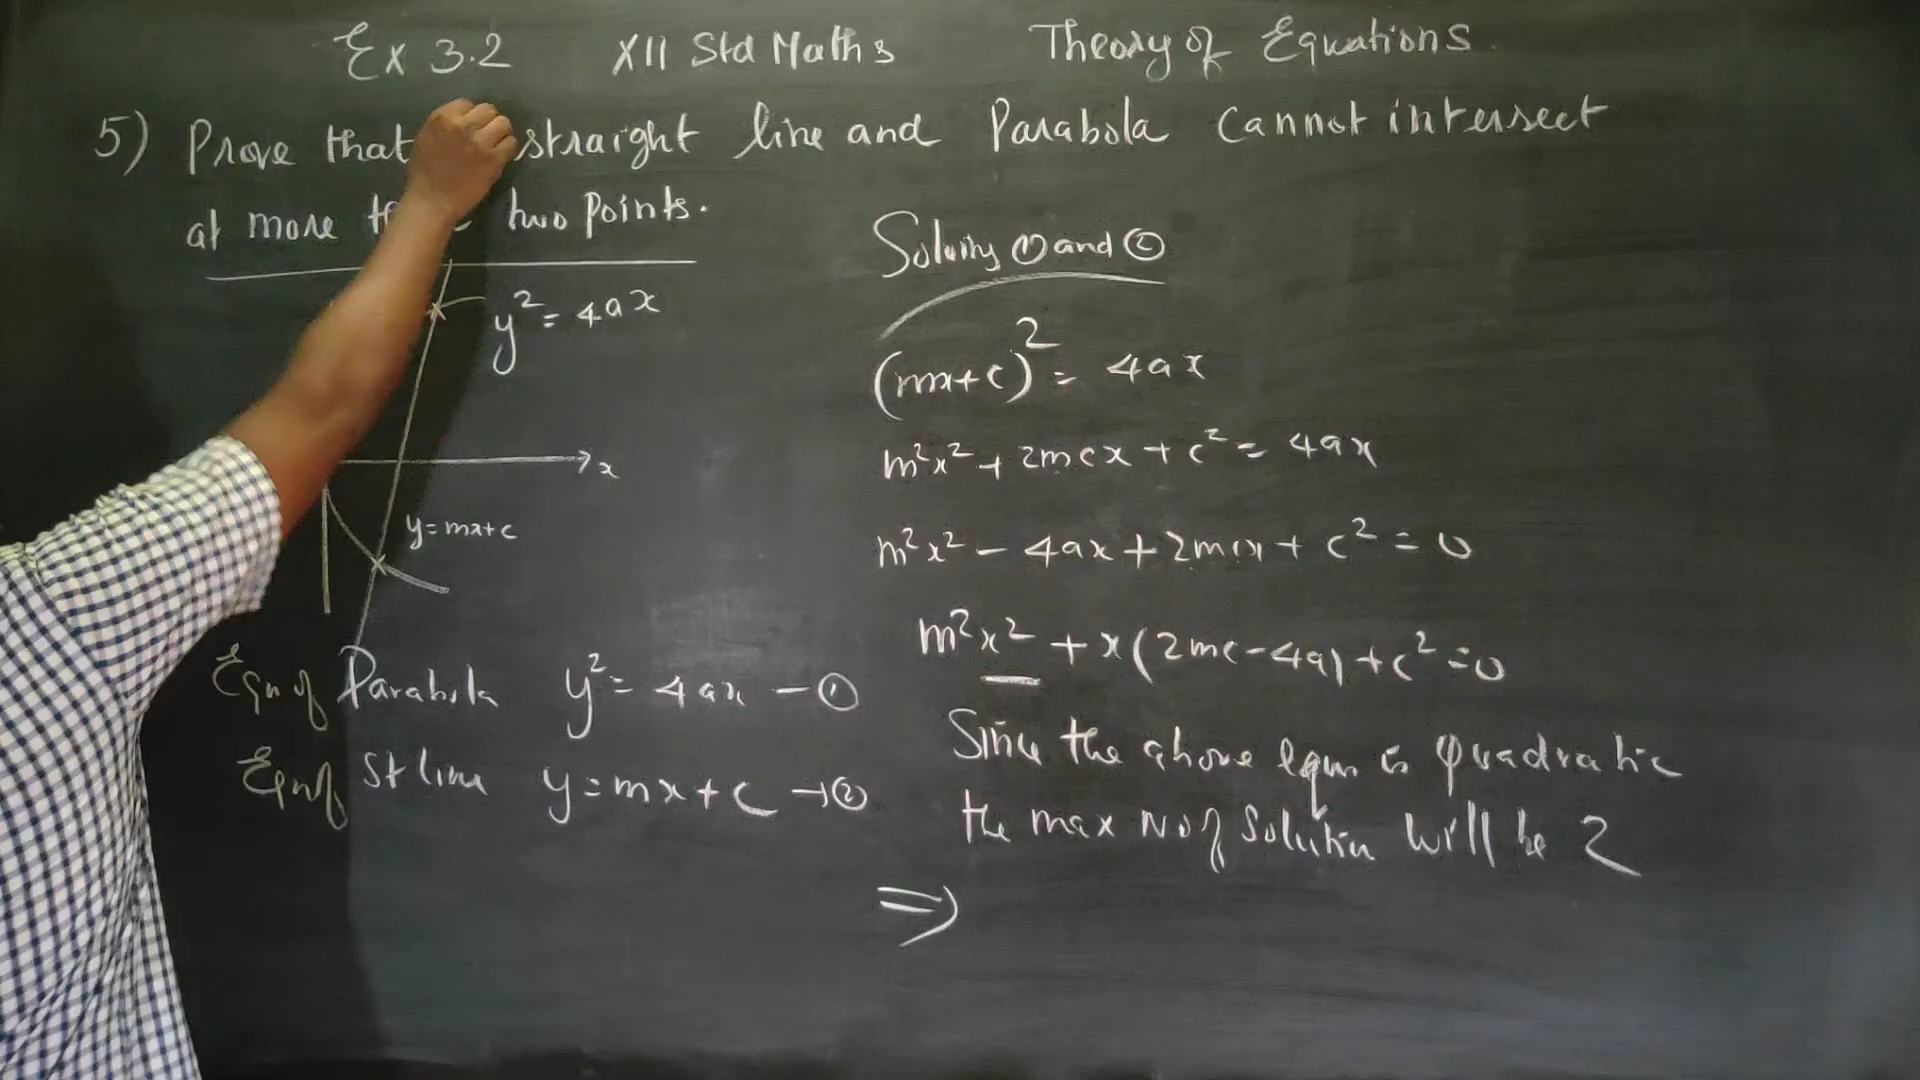 Ex 3.2 XII Std Maths Theory of Equations
5) Prove that straight line and Parabola Cannot intersect
at more two points.
y² = 4ax
x
y=mx+c
Eqn of Parabola y² = 4ax - ①
Eqn of St line y = mx + c → ②
Solving ① and ②
(mx+c)² = 4ax
m²x² + 2mcx + c² = 4ax
m²x² - 4ax + 2mcx + c² = 0
m²x² + x(2mc-4a) + c² = 0
Since the above eqn is quadratic
the max No of Solution will be 2
⇒